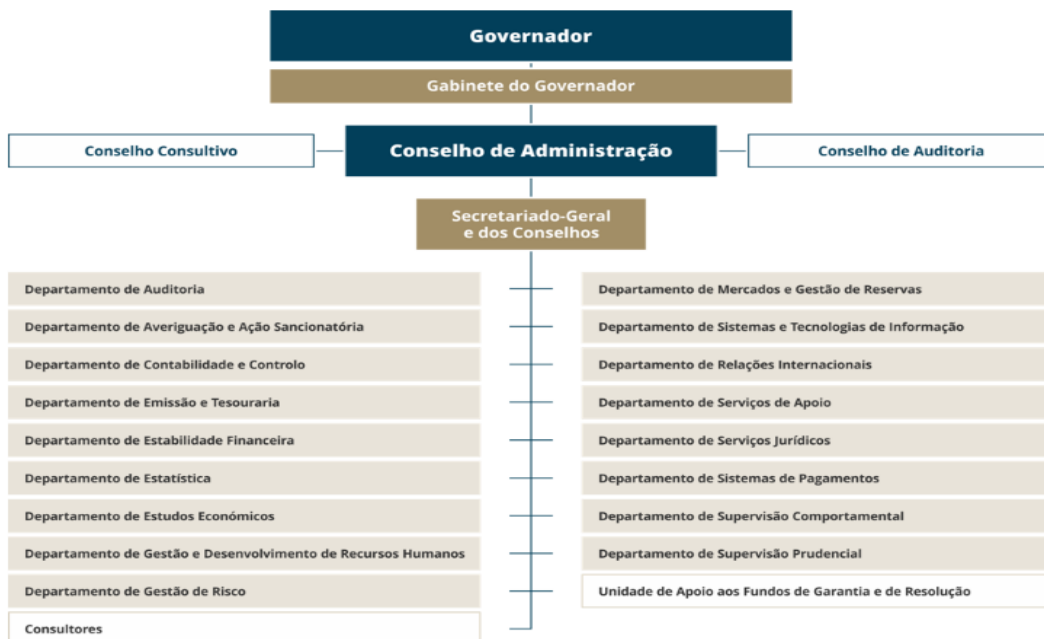 Governador
Gabinete do Governador
Conselho Consultivo
Conselho de Administração
Conselho de Auditoria
Secretariado-Geral
e dos Conselhos
Departamento de Auditoria
Departamento de Averiguação e Ação Sancionatória
Departamento de Contabilidade e Controlo
Departamento de Emissão e Tesouraria
Departamento de Estabilidade Financeira
Departamento de Estatística
Departamento de Estudos Económicos
Departamento de Gestão e Desenvolvimento de Recursos Humanos
Departamento de Gestão de Risco
Consultores
Departamento de Mercados e Gestão de Reservas
Departamento de Sistemas e Tecnologias de Informação
Departamento de Relações Internacionais
Departamento de Serviços de Apoio
Departamento de Serviços Jurídicos
Departamento de Sistemas de Pagamentos
Departamento de Supervisão Comportamental
Departamento de Supervisão Prudencial
Unidade de Apoio aos Fundos de Garantia e de Resolução